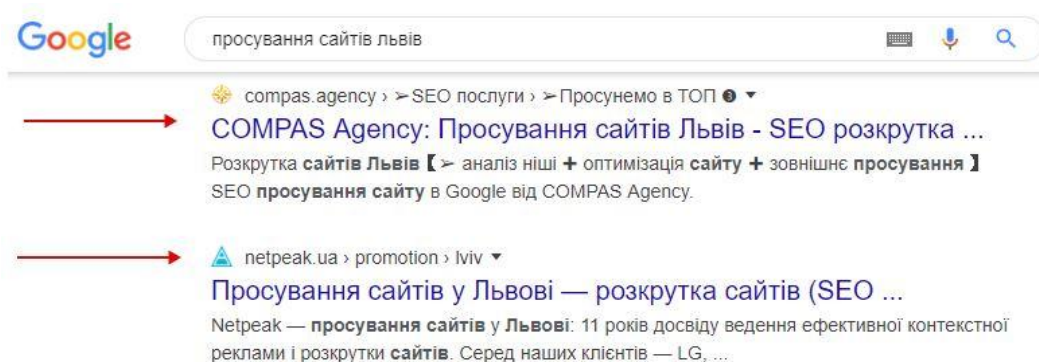 Google
просування сайтів львів
compas.agency › ➢SEO послуги › ➢Просунемо в ТОП ❸
COMPAS Agency: Просування сайтів Львів - SEO розкрутка ...
Розкрутка сайтів Львів【➢ аналіз ніші ✚ оптимізація сайту ✚ зовнішнє просування】
SEO просування сайту в Google від COMPAS Agency.
netpeak.ua › promotion › lviv
Просування сайтів у Львові — розкрутка сайтів (SEO ...
Netpeak — просування сайтів у Львові: 11 років досвіду ведення ефективної контекстної
реклами і розкрутки сайтів. Серед наших клієнтів — LG, ...